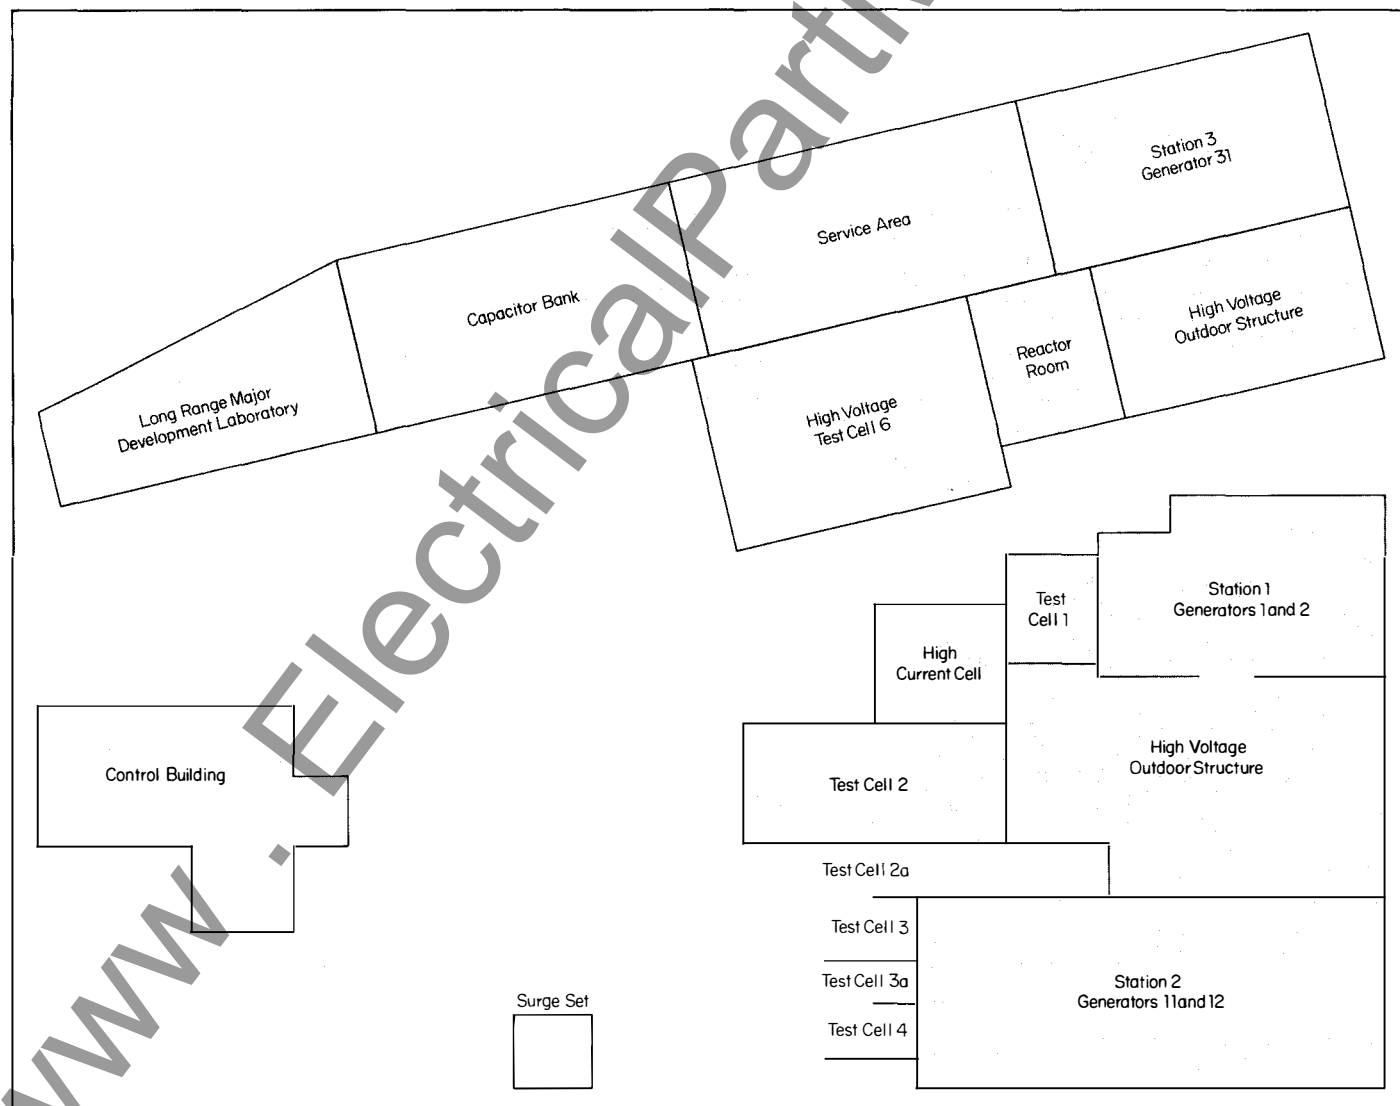 Station 3
Generator 31
Service Area
Capacitor Bank
High Voltage
Outdoor Structure
Reactor
Room
Long Range Major
Development Laboratory
High Voltage
Test Cell 6
Station 1
Generators 1 and 2
Test
Cell 1
High
Current Cell
High Voltage
Outdoor Structure
Control Building
Test Cell 2
Test Cell 2a
Test Cell 3
Test Cell 3a
Station 2
Generators 11 and 12
Surge Set
Test Cell 4
www . ElectricalPart